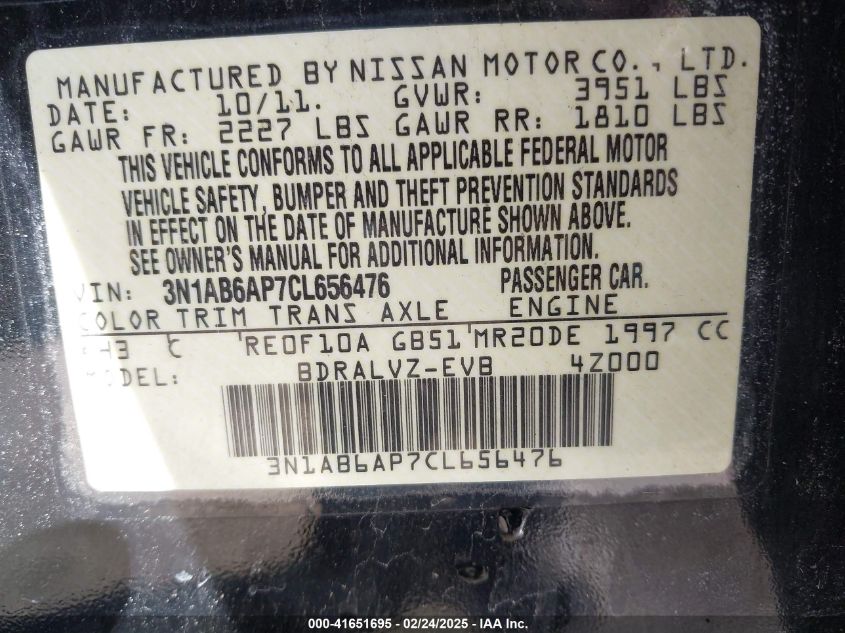 MANUFACTURED BY NISSAN MOTOR CO., LTD.
DATE: 10/11. GVWR: 3951 LBS
GAWR FR: 2227 LBS GAWR RR: 1810 LBS
THIS VEHICLE CONFORMS TO ALL APPLICABLE FEDERAL MOTOR
VEHICLE SAFETY, BUMPER AND THEFT PREVENTION STANDARDS
IN EFFECT ON THE DATE OF MANUFACTURE SHOWN ABOVE.
SEE OWNER'S MANUAL FOR ADDITIONAL INFORMATION.
VIN: 3N1AB6AP7CL656476 PASSENGER CAR.
COLOR TRIM TRANS AXLE ENGINE
C RE0F10A GB51 MR20DE 1997 CC
MODEL: BDRALVZ-EVB 4Z000
3N1AB6AP7CL656476
000-41651695 - 02/24/2025 - IAA Inc.